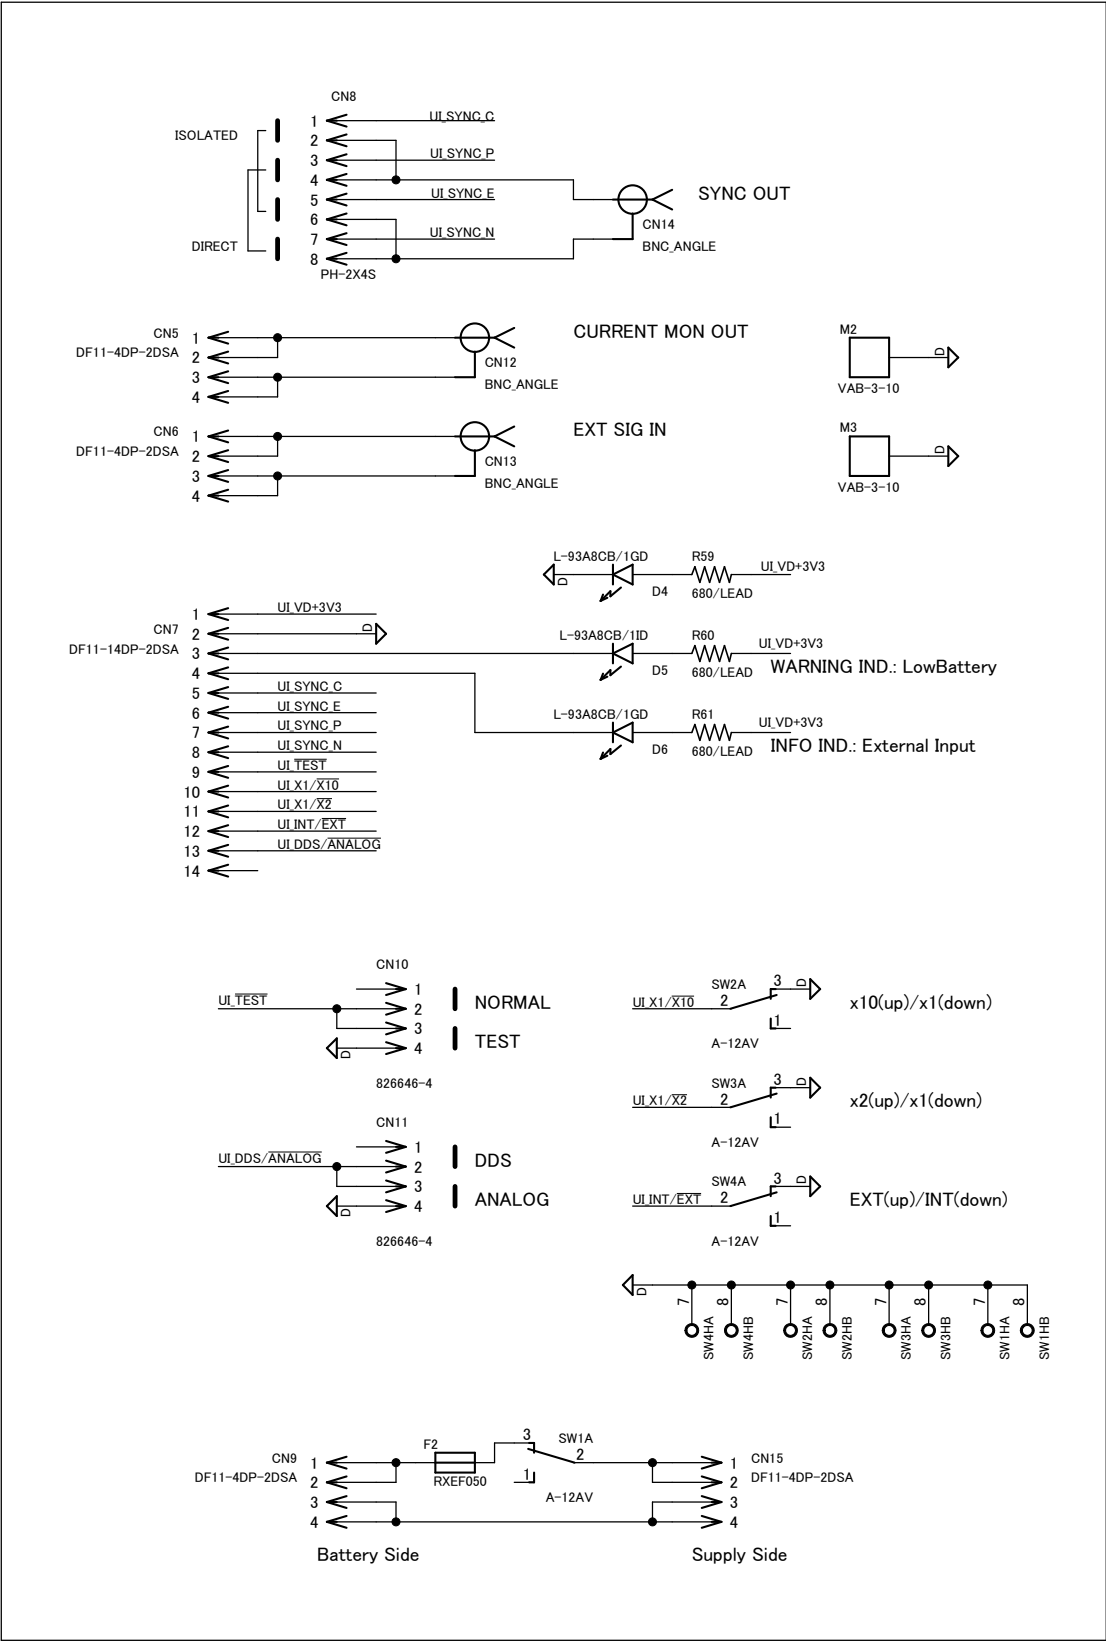 CN8
ISOLATED
DIRECT
1 UI_SYNC_C
2
3 UI_SYNC_P
4
5 UI_SYNC_E
6
7 UI_SYNC_N
8
PH-2X4S
SYNC OUT
CN14
BNC_ANGLE
CN5
DF11-4DP-2DSA
1
2
3
4
CN12
BNC_ANGLE
CURRENT MON OUT
M2
D
VAB-3-10
CN6
DF11-4DP-2DSA
1
2
3
4
CN13
BNC_ANGLE
EXT SIG IN
M3
D
VAB-3-10
L-93A8CB/1GD
D
D4
R59
680/LEAD
UI_VD+3V3
CN7
DF11-14DP-2DSA
1 UI_VD+3V3
2 D
3
4
5 UI_SYNC_C
6 UI_SYNC_E
7 UI_SYNC_P
8 UI_SYNC_N
9 UI_TEST
10 UI_X1/X10
11 UI_X1/X2
12 UI_INT/EXT
13 UI_DDS/ANALOG
14
L-93A8CB/1ID
D5
R60
680/LEAD
UI_VD+3V3
WARNING IND.: LowBattery
L-93A8CB/1GD
D6
R61
680/LEAD
UI_VD+3V3
INFO IND.: External Input
CN10
UI_TEST
D
1
2
3
4
NORMAL
TEST
826646-4
SW2A
UI_X1/X10 2
3 D
1
A-12AV
x10(up)/x1(down)
SW3A
UI_X1/X2 2
3 D
1
A-12AV
x2(up)/x1(down)
CN11
UI_DDS/ANALOG
D
1
2
3
4
DDS
ANALOG
826646-4
SW4A
UI_INT/EXT 2
3 D
1
A-12AV
EXT(up)/INT(down)
D
7 8 7 8 7 8 7 8
SW4HA SW4HB SW2HA SW2HB SW3HA SW3HB SW1HA SW1HB
CN9
DF11-4DP-2DSA
1
2
3
4
Battery Side
F2
RXEF050
3
1
SW1A
2
A-12AV
1
2
3
4
CN15
DF11-4DP-2DSA
Supply Side